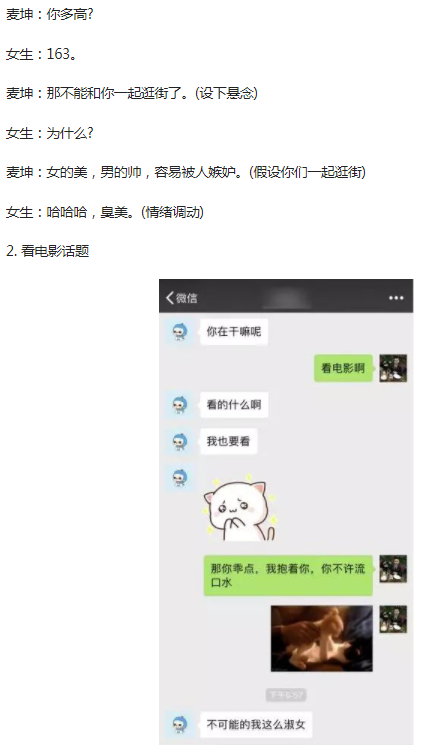 麦坤：你多高?
女生：163。
麦坤：那不能和你一起逛街了。(设下悬念)
女生：为什么?
麦坤：女的美，男的帅，容易被人嫉妒。(假设你们一起逛街)
女生：哈哈哈，臭美。(情绪调动)
2. 看电影话题
微信
你在干嘛呢
看电影啊
看的什么啊
我也要看
那你乖点，我抱着你，你不许流
口水
不可能的我这么淑女